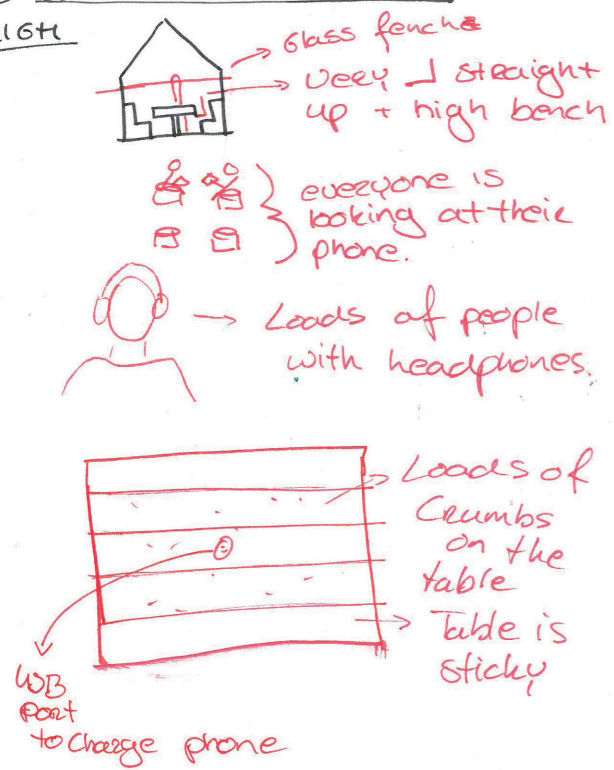 Glass fench
Very straight
up + high bench
everyone is
looking at their
phone.
Loads of people
with headphones.
Loads of
Crumbs
on the
table
Table is
sticky
USB
port
to charge phone